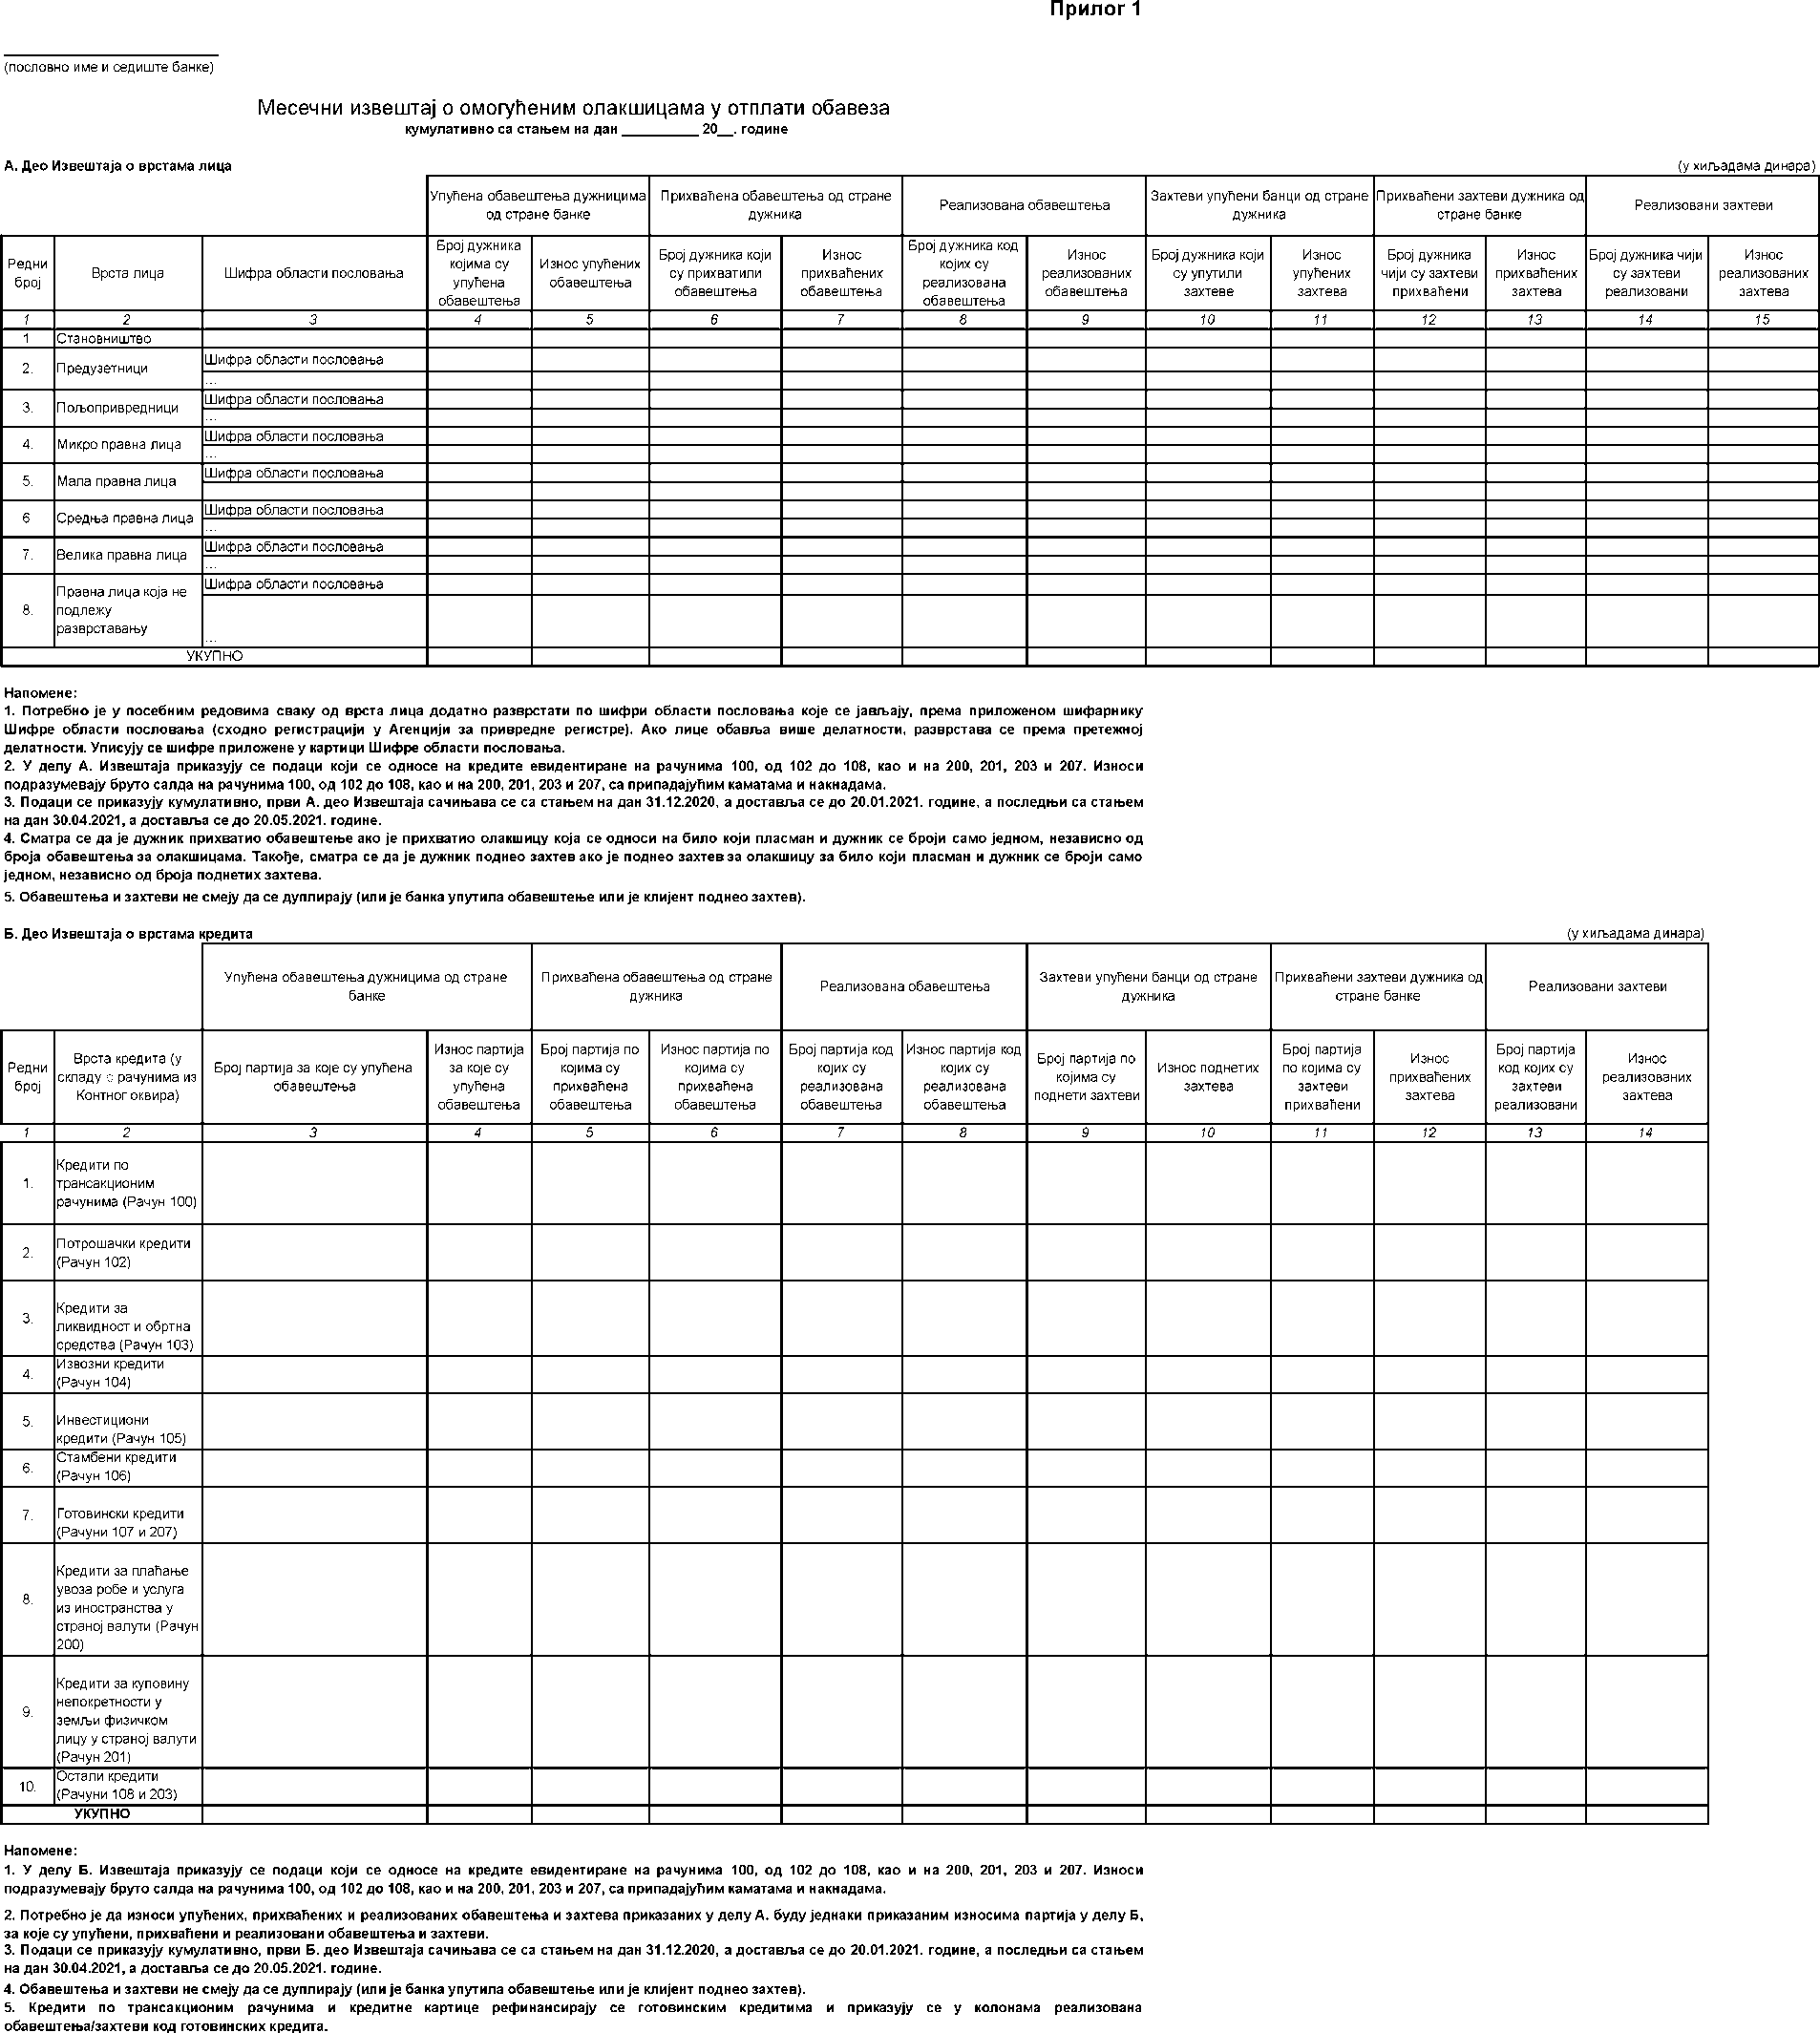 Прилог 1
(пословно име и седиште банке)
Месечни извештај о омогућеним олакшицама у отплати обавеза
кумулативно са стањем на дан __________ 20__. године
А. Део Извештаја о врстама лица
(у хиљадама динара)
Упућена обавештења дужницима од стране банке
Прихваћена обавештења од стране дужника
Реализована обавештења
Захтеви упућени банци од стране дужника
Прихваћени захтеви дужника од стране банке
Реализовани захтеви
Редни број
Врста лица
Шифра области пословања
Број дужника којима су упућена обавештења
Износ упућених обавештења
Број дужника који су прихватили обавештења
Износ прихваћених обавештења
Број дужника код којих су реализована обавештења
Износ реализованих обавештења
Број дужника који су упутили захтеве
Износ упућених захтева
Број дужника чији су захтеви прихваћени
Износ прихваћених захтева
Број дужника чији су захтеви реализовани
Износ реализованих захтева
1 2 3 4 5 6 7 8 9 10 11 12 13 14 15
1 Становништво
2. Предузетници Шифра области пословања
...
3. Пољопривредници Шифра области пословања
...
4. Микро правна лица Шифра области пословања
...
5. Мала правна лица Шифра области пословања
6 Средња правна лица Шифра области пословања
...
7. Велика правна лица Шифра области пословања
...
8. Правна лица која не подлежу разврставању Шифра области пословања
...
УКУПНО
Напомене:
1. Потребно је у посебним редовима сваку од врста лица додатно разврстати по шифри области пословања које се јављају, према приложеном шифарнику
Шифре области пословања (сходно регистрацији у Агенцији за привредне регистре). Ако лице обавља више делатности, разврстава се према претежној
делатности. Уписују се шифре приложене у картици Шифре области пословања.
2. У делу А. Извештаја приказују се подаци који се односе на кредите евидентиране на рачунима 100, од 102 до 108, као и на 200, 201, 203 и 207. Износи
подразумевају бруто салда на рачунима 100, од 102 до 108, као и на 200, 201, 203 и 207, са припадајућим каматама и накнадама.
3. Подаци се приказују кумулативно, први А. део Извештаја сачињава се са стањем на дан 31.12.2020, а доставља се до 20.01.2021. године, а последњи са стањем
на дан 30.04.2021, а доставља се до 20.05.2021. године.
4. Сматра се да је дужник прихватио обавештење ако је прихватио олакшицу која се односи на било који пласман и дужник се броји само једном, независно од
броја обавештења за олакшицама. Такође, сматра се да је дужник поднео захтев ако је поднео захтев за олакшицу за било који пласман и дужник се броји само
једном, независно од броја поднетих захтева.
5. Обавештења и захтеви не смеју да се дуплирају (или је банка упутила обавештење или је клијент поднео захтев).
Б. Део Извештаја о врстама кредита
(у хиљадама динара)
Упућена обавештења дужницима од стране банке
Прихваћена обавештења од стране дужника
Реализована обавештења
Захтеви упућени банци од стране дужника
Прихваћени захтеви дужника од стране банке
Реализовани захтеви
Редни број
Врста кредита (у складу с рачунима из Контног оквира)
Број партија за које су упућена обавештења
Износ партија за које су упућена обавештења
Број партија по којима су прихваћена обавештења
Износ партија по којима су прихваћена обавештења
Број партија код којих су реализована обавештења
Износ партија код којих су реализована обавештења
Број партија по којима су поднети захтеви
Износ поднетих захтева
Број партија по којима су захтеви прихваћени
Износ прихваћених захтева
Број партија код којих су захтеви реализовани
Износ реализованих захтева
1 2 3 4 5 6 7 8 9 10 11 12 13 14
1. Кредити по трансакционим рачунима (Рачун 100)
2. Потрошачки кредити (Рачун 102)
3. Кредити за ликвидност и обртна средства (Рачун 103)
4. Извозни кредити (Рачун 104)
5. Инвестициони кредити (Рачун 105)
6. Стамбени кредити (Рачун 106)
7. Готовински кредити (Рачуни 107 и 207)
8. Кредити за плаћање увоза робе и услуга из иностранства у страној валути (Рачун 200)
9. Кредити за куповину непокретности у земљи физичком лицу у страној валути (Рачун 201)
10. Остали кредити (Рачуни 108 и 203)
УКУПНО
Напомене:
1. У делу Б. Извештаја приказују се подаци који се односе на кредите евидентиране на рачунима 100, од 102 до 108, као и на 200, 201, 203 и 207. Износи
подразумевају бруто салда на рачунима 100, од 102 до 108, као и на 200, 201, 203 и 207, са припадајућим каматама и накнадама.
2. Потребно је да износи упућених, прихваћених и реализованих обавештења и захтева приказаних у делу А. буду једнаки приказаним износима партија у делу Б,
за које су упућени, прихваћени и реализовани обавештења и захтеви.
3. Подаци се приказују кумулативно, први Б. део Извештаја сачињава се са стањем на дан 31.12.2020, а доставља се до 20.01.2021. године, а последњи са стањем
на дан 30.04.2021, а доставља се до 20.05.2021. године.
4. Обавештења и захтеви не смеју да се дуплирају (или је банка упутила обавештење или је клијент поднео захтев).
5. Кредити по трансакционим рачунима и кредитне картице рефинансирају се готовинским кредитима и приказују се у колонама реализована
обавештења/захтеви код готовинских кредита.